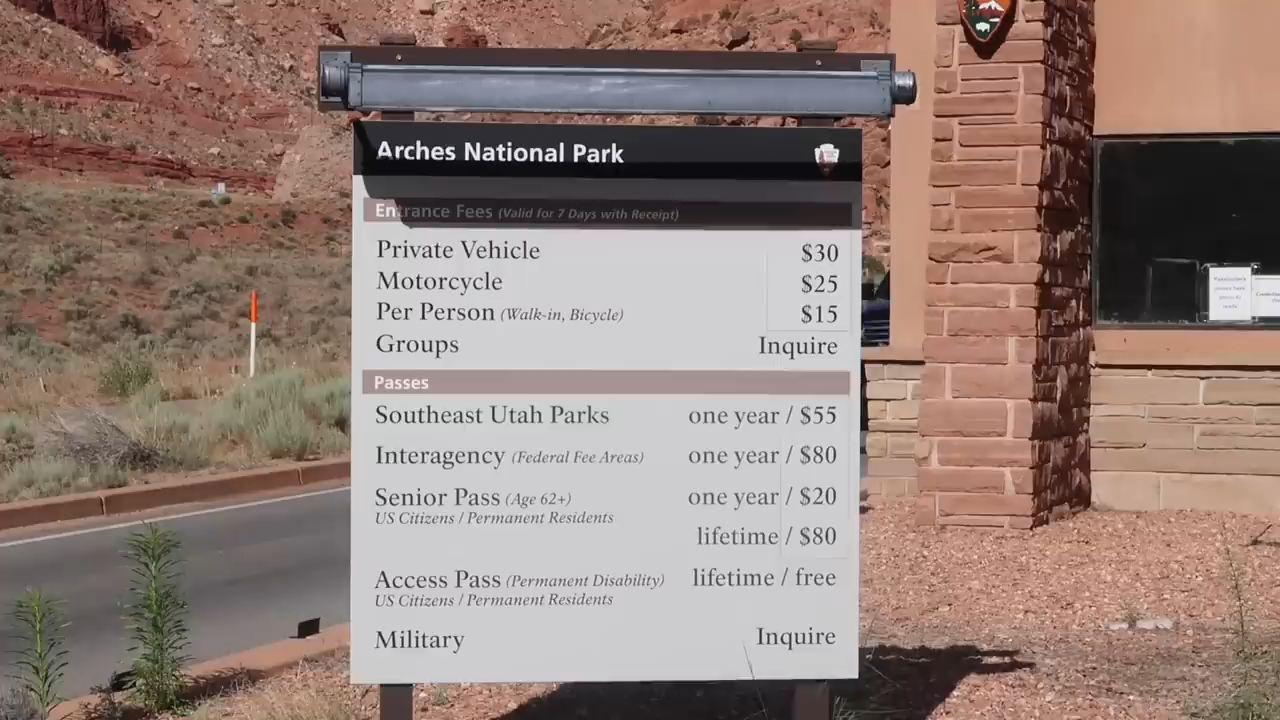 Arches National Park
Entrance Fees (Valid for 7 Days with Receipt)
Private Vehicle $30
Motorcycle $25
Per Person (Walk-in, Bicycle) $15
Groups Inquire
Passes
Southeast Utah Parks one year / $55
Interagency (Federal Fee Areas) one year / $80
Senior Pass (Age 62+) one year / $20
US Citizens / Permanent Residents
lifetime / $80
Access Pass (Permanent Disability) lifetime / free
US Citizens / Permanent Residents
Military Inquire